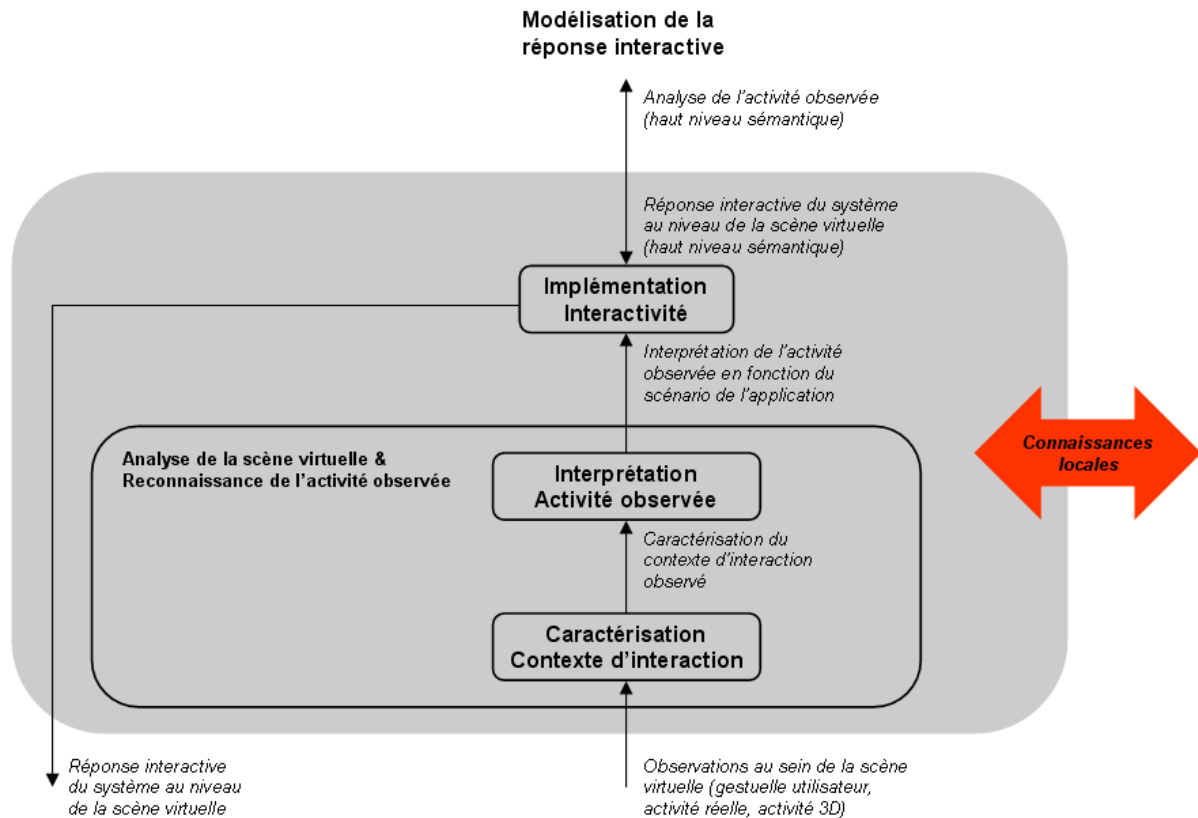 Modélisation de la
réponse interactive
Analyse de l'activité observée
(haut niveau sémantique)
Réponse interactive du système
au niveau de la scène virtuelle
(haut niveau sémantique)
Implémentation
Interactivité
Interprétation de l'activité
observée en fonction du
scénario de l'application
Connaissances
locales
Analyse de la scène virtuelle &
Reconnaissance de l'activité observée
Interprétation
Activité observée
Caractérisation du
contexte d'interaction
observé
Caractérisation
Contexte d'interaction
Réponse interactive
du système au niveau
de la scène virtuelle
Observations au sein de la scène
virtuelle (gestuelle utilisateur,
activité réelle, activité 3D)